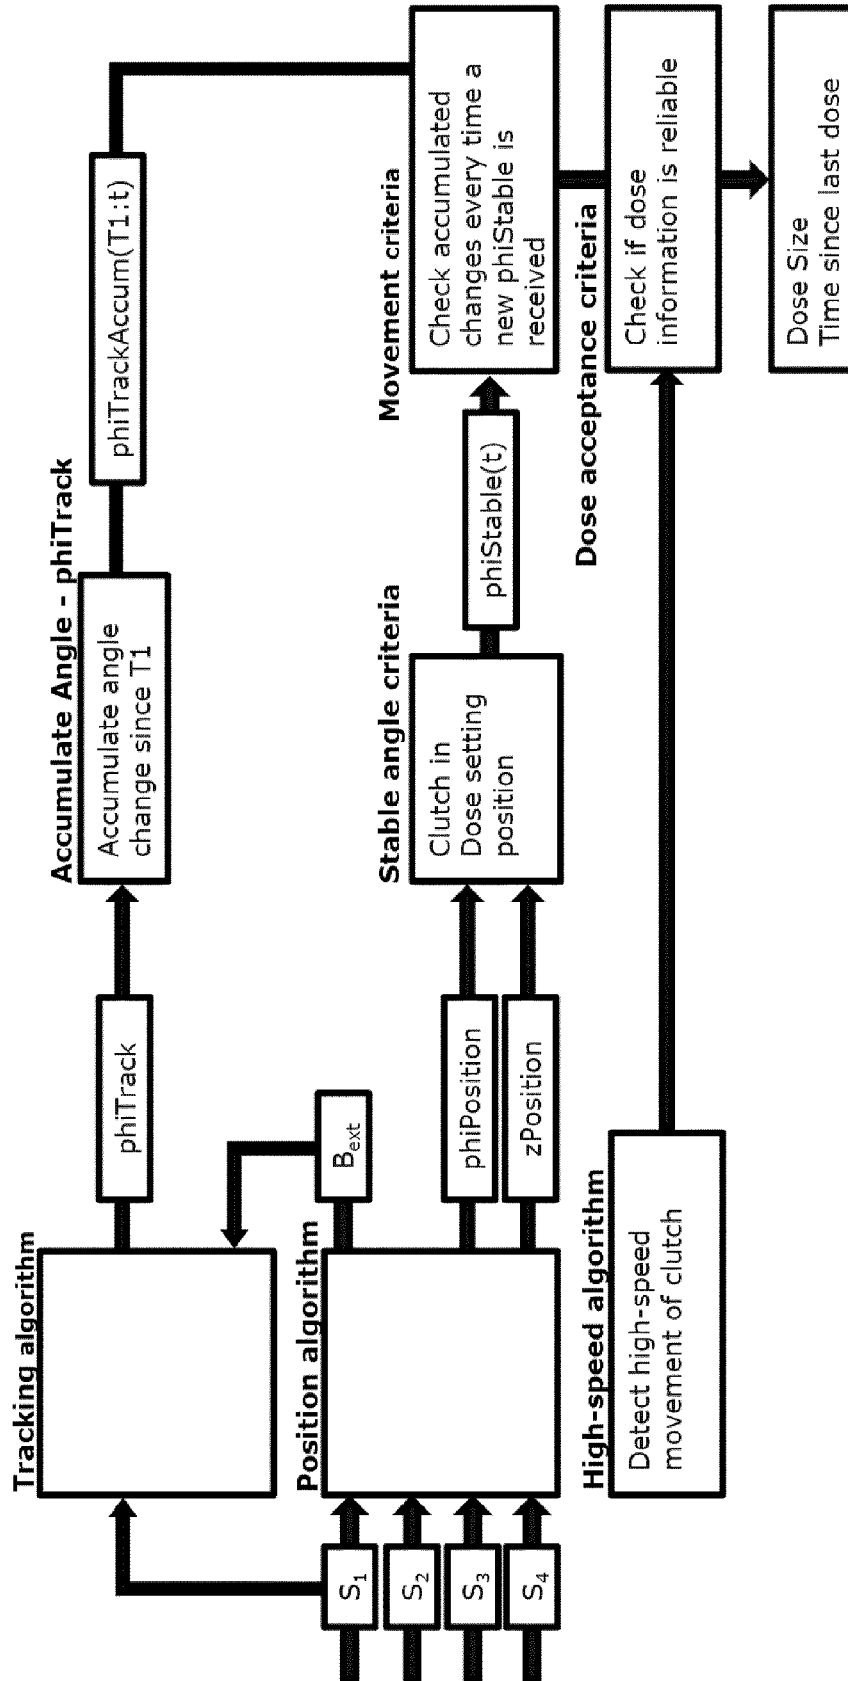 Tracking algorithm
phiTrack
Accumulate Angle - phiTrack
Accumulate angle
change since T1
phiTrackAccum(T1:t)
S1
S2
S3
S4
Position algorithm
Bext
phiPosition
zPosition
Stable angle criteria
Clutch in
Dose setting
position
phiStable(t)
Movement criteria
Check accumulated
changes every time a
new phiStable is
received
High-speed algorithm
Detect high-speed
movement of clutch
Dose acceptance criteria
Check if dose
information is reliable
Dose Size
Time since last dose